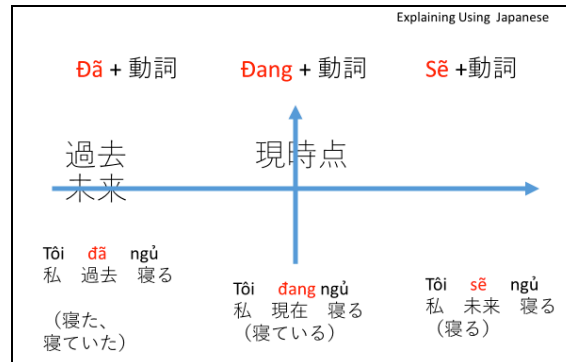 Explaining Using Japanese
Đã + 動詞
Đang + 動詞
Sẽ +動詞
過去
未来
現時点
Tôi đã ngủ
私 過去 寝る
（寝た、
寝ていた）
Tôi đang ngủ
私 現在 寝る
（寝ている）
Tôi sẽ ngủ
私 未来 寝る
（寝る）